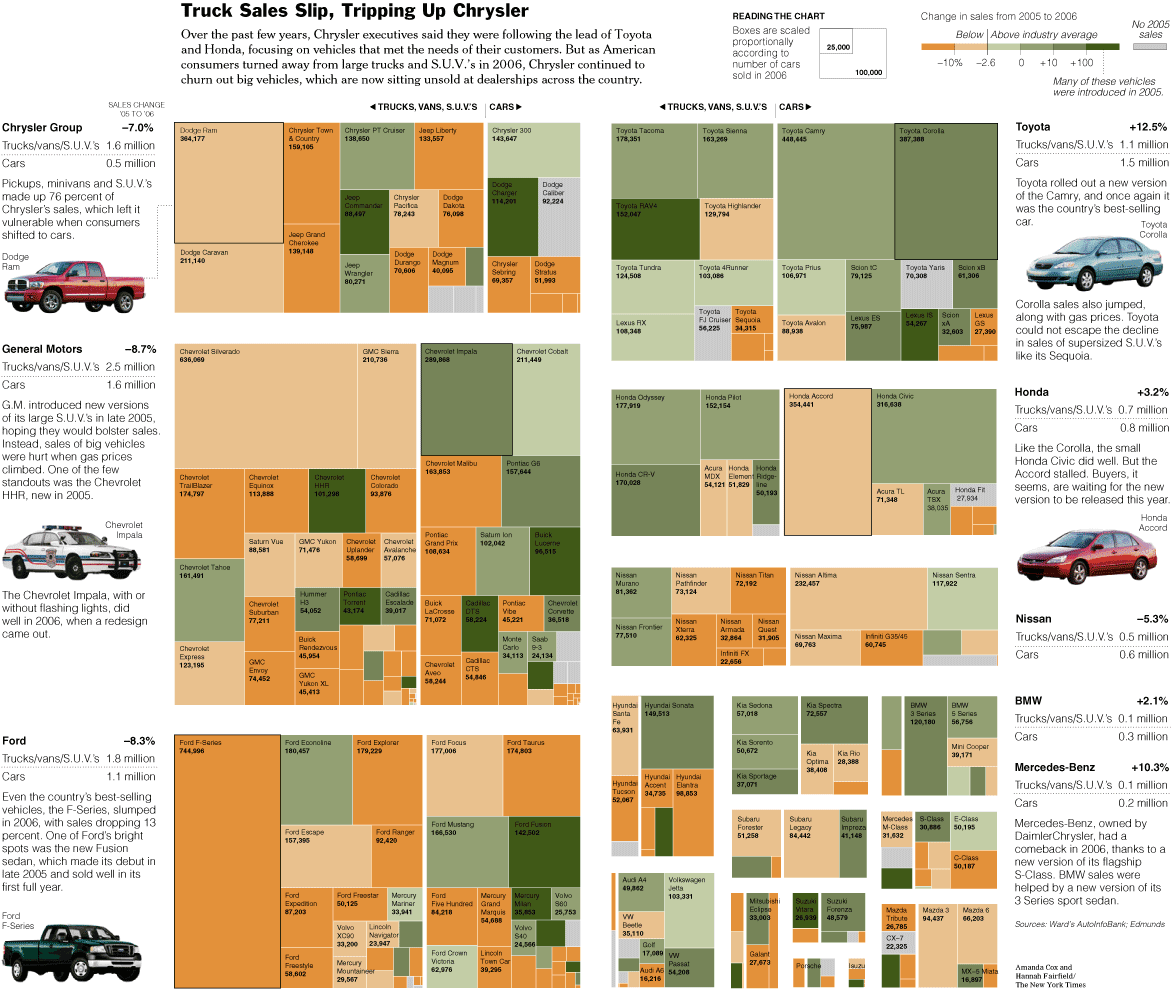 Truck Sales Slip, Tripping Up Chrysler
Over the past few years, Chrysler executives said they were following the lead of Toyota
and Honda, focusing on vehicles that met the needs of their customers. But as American
consumers turned away from large trucks and S.U.V.'s in 2006, Chrysler continued to
churn out big vehicles, which are now sitting unsold at dealerships across the country.
READING THE CHART
Boxes are scaled
proportionally
according to
number of cars
sold in 2006
25,000
100,000
Change in sales from 2005 to 2006
Below
Above industry average
–10%
–2.6
0
+10
+100
No 2005
sales
Many of these vehicles
were introduced in 2005.
SALES CHANGE
'05 TO '06
◄ TRUCKS, VANS, S.U.V.'S
CARS ►
◄ TRUCKS, VANS, S.U.V.'S
CARS ►
Chrysler Group –7.0%
Trucks/vans/S.U.V.'s 1.6 million
Cars 0.5 million
Pickups, minivans and S.U.V.'s
made up 76 percent of
Chrysler's sales, which left it
vulnerable when consumers
shifted to cars.
Dodge
Ram
Dodge Ram
364,177
Dodge Caravan
211,140
Chrysler Town
& Country
159,105
Jeep Grand
Cherokee
139,148
Chrysler PT Cruiser
138,650
Jeep Liberty
133,557
Jeep
Commander
88,497
Chrysler
Pacifica
78,243
Dodge
Dakota
76,098
Jeep
Wrangler
80,271
Dodge
Durango
70,606
Dodge
Magnum
40,095
Chrysler 300
143,647
Dodge
Charger
114,201
Dodge
Caliber
92,224
Chrysler
Sebring
69,357
Dodge
Stratus
51,993
General Motors –8.7%
Trucks/vans/S.U.V.'s 2.5 million
Cars 1.6 million
G.M. introduced new versions
of its large S.U.V.'s in late 2005,
hoping they would bolster sales.
Instead, sales of big vehicles
were hurt when gas prices
climbed. One of the few
standouts was the Chevrolet
HHR, new in 2005.
Chevrolet
Impala
The Chevrolet Impala, with or
without flashing lights, did
well in 2006, when a redesign
came out.
Chevrolet Silverado
636,069
GMC Sierra
210,736
Chevrolet
TrailBlazer
174,797
Chevrolet
Equinox
113,888
Chevrolet
HHR
101,298
Chevrolet
Colorado
93,876
Chevrolet Tahoe
161,491
Saturn Vue
88,581
GMC Yukon
71,476
Chevrolet
Uplander
58,699
Chevrolet
Avalanche
57,076
Hummer
H3
54,052
Pontiac
Torrent
43,174
Cadillac
Escalade
39,017
Chevrolet
Suburban
77,211
Chevrolet
Express
123,195
Buick
Rendezvous
45,954
GMC
Envoy
74,452
GMC
Yukon XL
45,413
Chevrolet Impala
289,868
Chevrolet Cobalt
211,449
Chevrolet Malibu
163,853
Pontiac G6
157,644
Pontiac
Grand Prix
108,634
Saturn Ion
102,042
Buick
Lucerne
96,515
Buick
LaCrosse
71,072
Cadillac
DTS
58,224
Pontiac
Vibe
45,221
Chevrolet
Corvette
36,518
Monte
Carlo
34,113
Saab
9-3
24,134
Chevrolet
Aveo
58,244
Cadillac
CTS
54,846
Ford –8.3%
Trucks/vans/S.U.V.'s 1.8 million
Cars 1.1 million
Even the country's best-selling
vehicles, the F-Series, slumped
in 2006, with sales dropping 13
percent. One of Ford's bright
spots was the new Fusion
sedan, which made its debut in
late 2005 and sold well in its
first full year.
Ford
F-Series
Ford F-Series
744,996
Ford Econoline
180,457
Ford Explorer
179,229
Ford Escape
157,395
Ford Ranger
92,420
Ford
Expedition
87,203
Ford Freestar
50,125
Mercury
Mariner
33,941
Volvo
XC90
33,200
Lincoln
Navigator
23,947
Ford
Freestyle
58,602
Mercury
Mountaineer
29,567
Ford Focus
177,006
Ford Taurus
174,803
Ford Mustang
166,530
Ford Fusion
142,502
Ford
Five Hundred
84,218
Mercury
Grand
Marquis
54,688
Mercury
Milan
35,853
Volvo
S60
25,753
Volvo
S40
24,566
Ford Crown
Victoria
62,976
Lincoln
Town Car
39,295
Toyota Tacoma
178,351
Toyota Sienna
163,269
Toyota RAV4
152,047
Toyota Highlander
129,794
Toyota Tundra
124,508
Toyota 4Runner
103,086
Lexus RX
108,348
Toyota
FJ Cruiser
56,225
Toyota
Sequoia
34,315
Toyota Camry
448,445
Toyota Corolla
387,388
Toyota Prius
106,971
Scion tC
79,125
Toyota Yaris
70,308
Scion xB
61,306
Toyota Avalon
88,938
Lexus ES
75,987
Lexus IS
54,267
Scion
xA
32,603
Lexus
GS
27,390
Toyota +12.5%
Trucks/vans/S.U.V.'s 1.1 million
Cars 1.5 million
Toyota rolled out a new version
of the Camry, and once again it
was the country's best-selling
car.
Toyota
Corolla
Corolla sales also jumped,
along with gas prices. Toyota
could not escape the decline
in sales of supersized S.U.V.'s
like its Sequoia.
Honda Odyssey
177,919
Honda Pilot
152,154
Honda CR-V
170,028
Acura
MDX
54,121
Honda
Element
51,829
Honda
Ridge-
line
50,193
Honda Accord
354,441
Honda Civic
316,638
Acura TL
71,348
Acura
TSX
38,035
Honda Fit
27,934
Honda +3.2%
Trucks/vans/S.U.V.'s 0.7 million
Cars 0.8 million
Like the Corolla, the small
Honda Civic did well. But the
Accord stalled. Buyers, it
seems, are waiting for the new
version to be released this year.
Honda
Accord
Nissan
Murano
81,362
Nissan
Pathfinder
73,124
Nissan Titan
72,192
Nissan Frontier
77,510
Nissan
Xterra
62,325
Nissan
Armada
32,864
Nissan
Quest
31,905
Infiniti FX
22,656
Nissan Altima
232,457
Nissan Sentra
117,922
Nissan Maxima
69,763
Infiniti G35/45
60,745
Nissan –5.3%
Trucks/vans/S.U.V.'s 0.5 million
Cars 0.6 million
Hyundai
Santa
Fe
63,931
Hyundai Sonata
149,513
Hyundai
Tucson
52,067
Hyundai
Accent
34,735
Hyundai
Elantra
98,853
Kia Sedona
57,018
Kia Spectra
72,557
Kia Sorento
50,672
Kia
Optima
38,408
Kia Rio
28,388
Kia Sportage
37,071
BMW
3 Series
120,180
BMW
5 Series
56,756
Mini Cooper
39,171
Subaru
Forester
51,258
Subaru
Legacy
84,442
Subaru
Impreza
41,148
Mercedes
M-Class
31,632
S-Class
30,886
E-Class
50,195
C-Class
50,187
Audi A4
49,862
Volkswagen
Jetta
103,331
VW
Beetle
35,110
Golf
17,089
VW
Passat
54,208
Audi A6
16,216
Mitsubishi
Eclipse
33,003
Galant
27,673
Suzuki
Vitara
26,939
Suzuki
Forenza
48,579
Porsche
Isuzu
Mazda
Tribute
26,785
CX–7
22,325
Mazda 3
94,437
Mazda 6
66,203
MX–5 Miata
16,897
BMW +2.1%
Trucks/vans/S.U.V.'s 0.1 million
Cars 0.3 million
Mercedes-Benz +10.3%
Trucks/vans/S.U.V.'s 0.1 million
Cars 0.2 million
Mercedes-Benz, owned by
DaimlerChrysler, had a
comeback in 2006, thanks to a
new version of its flagship
S-Class. BMW sales were
helped by a new version of its
3 Series sport sedan.
Sources: Ward's AutoInfoBank; Edmunds
Amanda Cox and
Hannah Fairfield/
The New York Times